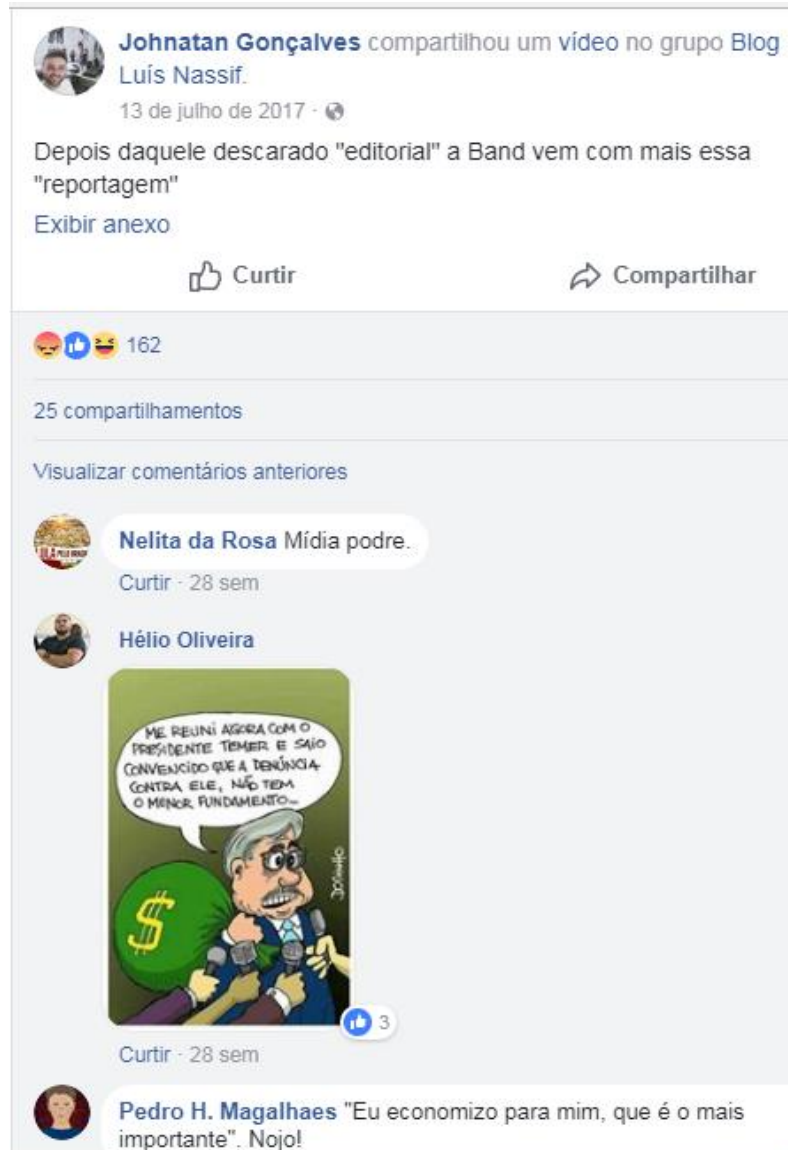 Johnatan Gonçalves compartilhou um vídeo no grupo Blog
Luís Nassif.
13 de julho de 2017 ·
Depois daquele descarado "editorial" a Band vem com mais essa
"reportagem"
Exibir anexo
Curtir Compartilhar
162
25 compartilhamentos
Visualizar comentários anteriores
Nelita da Rosa Mídia podre.
Curtir · 28 sem
Hélio Oliveira
ME REUNI AGORA COM O
PRESIDENTE TEMER E SAIO
CONVENCIDO QUE A DENÚNCIA
CONTRA ELE, NÃO TEM
O MENOR FUNDAMENTO...
$
3
Curtir · 28 sem
Pedro H. Magalhaes "Eu economizo para mim, que é o mais
importante". Nojo!